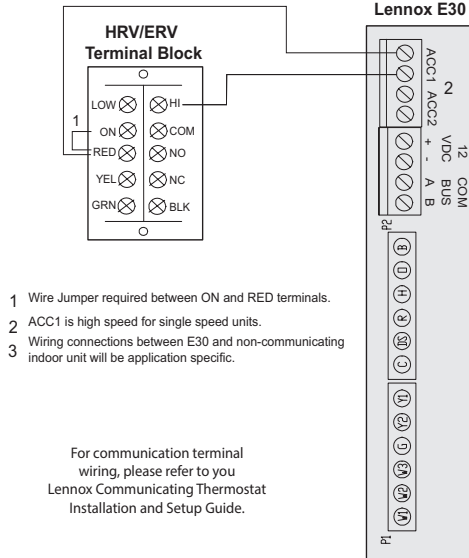 Lennox E30
HRV/ERV
Terminal Block
LOW
HI
ON
COM
RED
NO
YEL
NC
GRN
BLK
1
2
ACC1 ACC2
+ - A B
VDC BUS
12 COM
P2
B
O
H
R
DS
C
Y1
Y2
G
W3
W2
W1
P1
1 Wire Jumper required between ON and RED terminals.
2 ACC1 is high speed for single speed units.
3 Wiring connections between E30 and non-communicating
indoor unit will be application specific.
For communication terminal
wiring, please refer to you
Lennox Communicating Thermostat
Installation and Setup Guide.